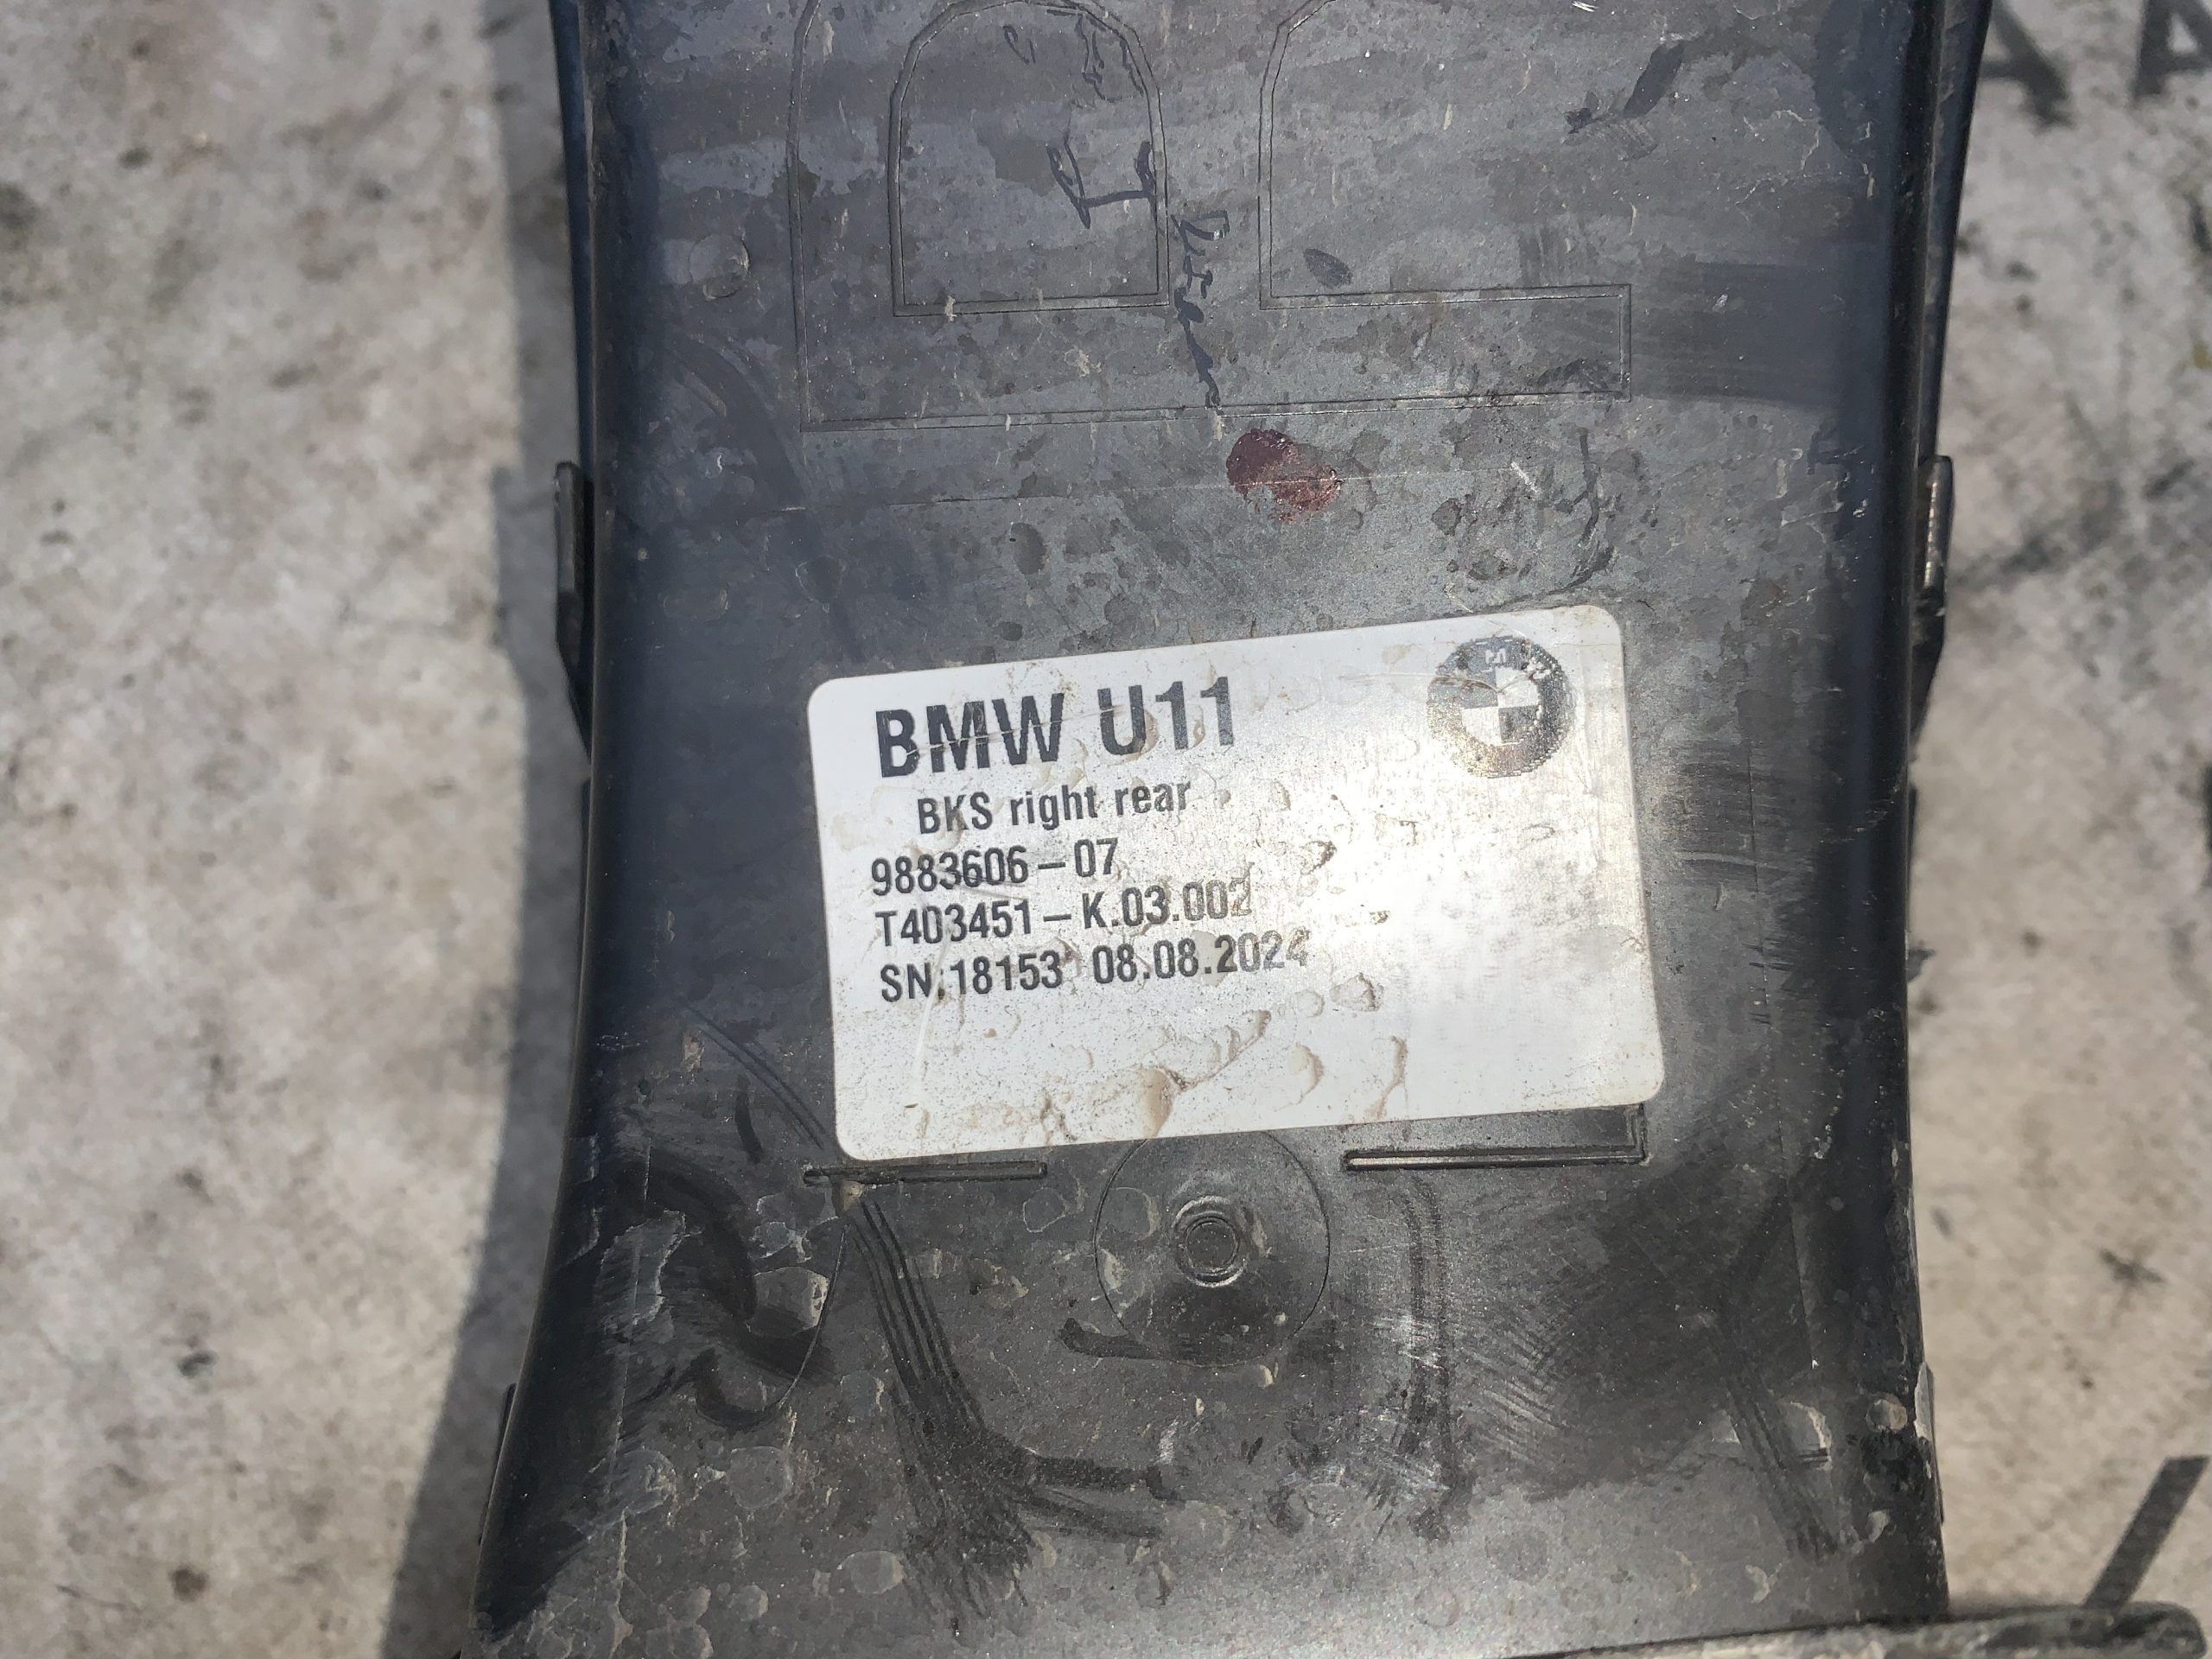 BMW U11
BKS right rear
9883606-07
T403451-K.03.002
SN:18153 08.08.2024